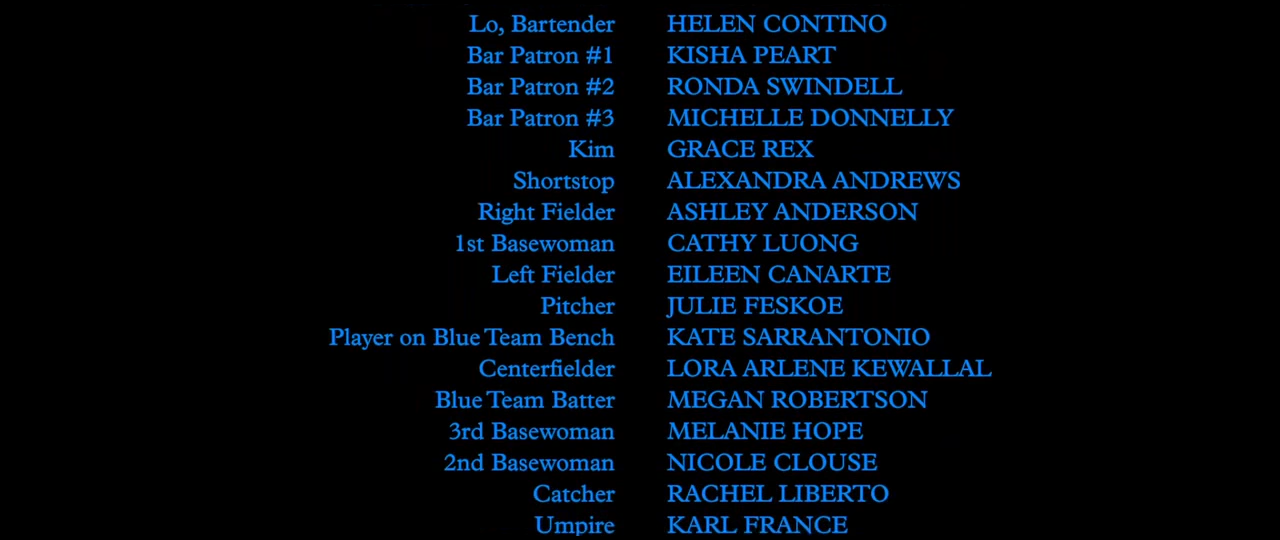 Lo, Bartender HELEN CONTINO
Bar Patron #1 KISHA PEART
Bar Patron #2 RONDA SWINDELL
Bar Patron #3 MICHELLE DONNELLY
Kim GRACE REX
Shortstop ALEXANDRA ANDREWS
Right Fielder ASHLEY ANDERSON
1st Basewoman CATHY LUONG
Left Fielder EILEEN CANARTE
Pitcher JULIE FESKOE
Player on Blue Team Bench KATE SARRANTONIO
Centerfielder LORA ARLENE KEWALLAL
Blue Team Batter MEGAN ROBERTSON
3rd Basewoman MELANIE HOPE
2nd Basewoman NICOLE CLOUSE
Catcher RACHEL LIBERTO
Umpire KARL FRANCE